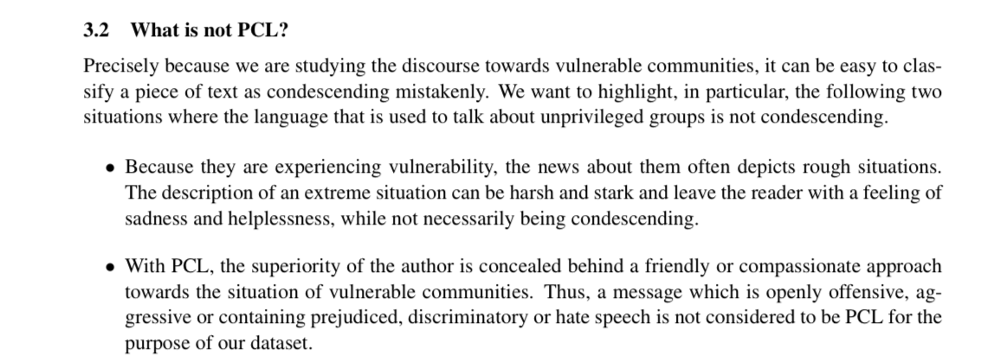 3.2 What is not PCL?
Precisely because we are studying the discourse towards vulnerable communities, it can be easy to clas-
sify a piece of text as condescending mistakenly. We want to highlight, in particular, the following two
situations where the language that is used to talk about unprivileged groups is not condescending.
• Because they are experiencing vulnerability, the news about them often depicts rough situations.
The description of an extreme situation can be harsh and stark and leave the reader with a feeling of
sadness and helplessness, while not necessarily being condescending.
• With PCL, the superiority of the author is concealed behind a friendly or compassionate approach
towards the situation of vulnerable communities. Thus, a message which is openly offensive, ag-
gressive or containing prejudiced, discriminatory or hate speech is not considered to be PCL for the
purpose of our dataset.